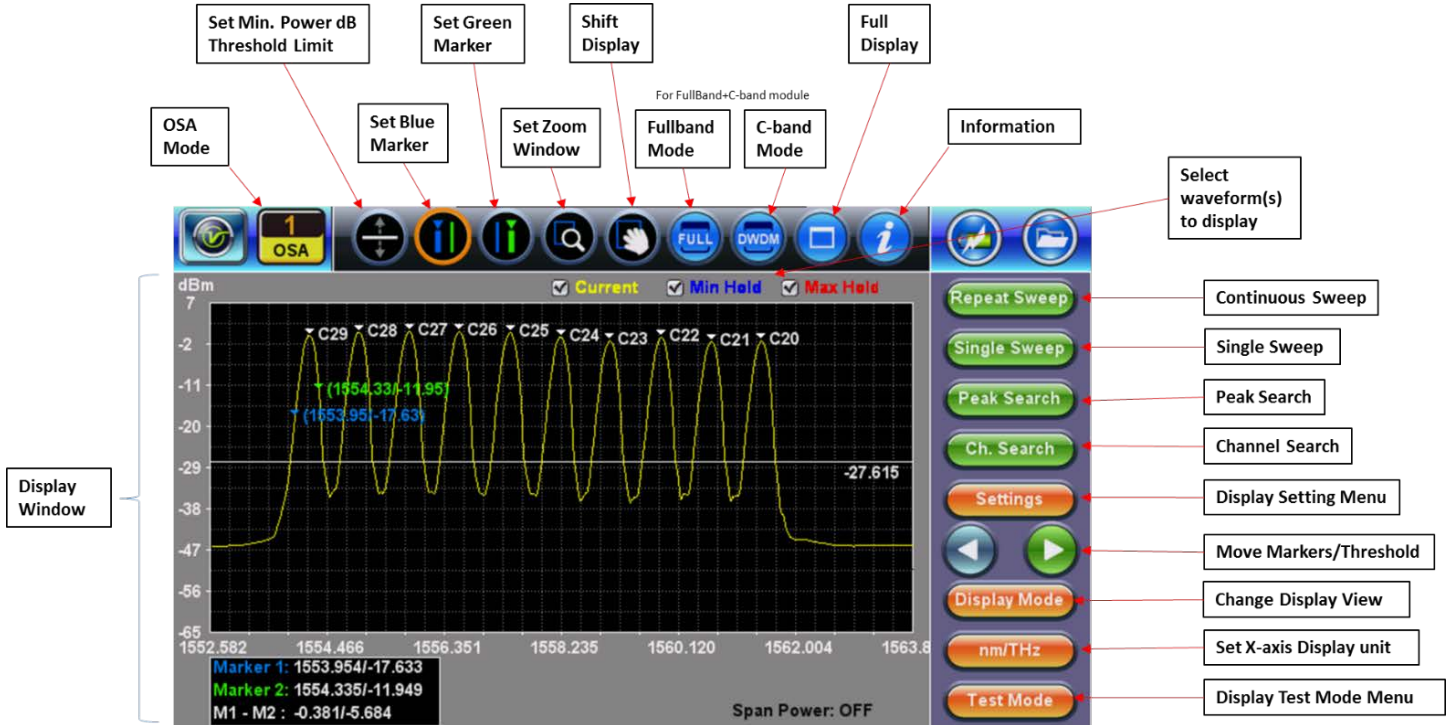 Set Min. Power dB
Threshold Limit
Set Green
Marker
Shift
Display
Full
Display
For FullBand+C-band module
OSA
Mode
Set Blue
Marker
Set Zoom
Window
Fullband
Mode
C-band
Mode
Information
Select
waveform(s)
to display
1
OSA
FULL
DWDM
i
dBm
Current
Min Hold
Max Hold
7
-2
-11
-20
-29
-38
-47
-56
-65
C29
C28
C27
C26
C25
C24
C23
C22
C21
C20
(1554.33/-11.95)
(1553.95/-17.63)
-27.615
1552.582
1554.466
1556.351
1558.235
1560.120
1562.004
1563.8
Marker 1: 1553.954/-17.633
Marker 2: 1554.335/-11.949
M1 - M2 : -0.381/-5.684
Span Power: OFF
Display
Window
Repeat Sweep
Continuous Sweep
Single Sweep
Single Sweep
Peak Search
Peak Search
Ch. Search
Channel Search
Settings
Display Setting Menu
Move Markers/Threshold
Display Mode
Change Display View
nm/THz
Set X-axis Display unit
Test Mode
Display Test Mode Menu